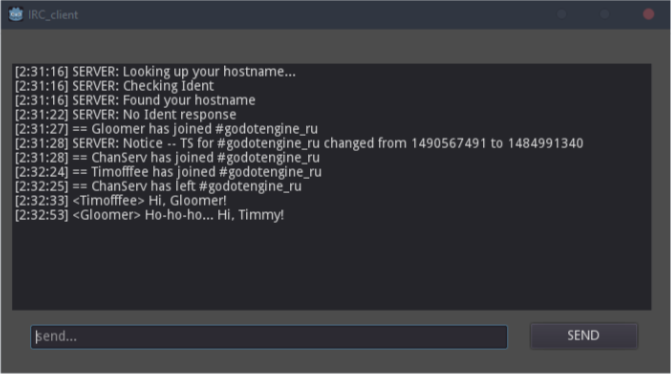 IRC_client
[2:31:16] SERVER: Looking up your hostname...
[2:31:16] SERVER: Checking Ident
[2:31:16] SERVER: Found your hostname
[2:31:22] SERVER: No Ident response
[2:31:27] == Gloomer has joined #godotengine_ru
[2:31:28] SERVER: Notice -- TS for #godotengine_ru changed from 1490567491 to 1484991340
[2:31:28] == ChanServ has joined #godotengine_ru
[2:32:24] == Timofffee has joined #godotengine_ru
[2:32:25] == ChanServ has left #godotengine_ru
[2:32:33] <Timofffee> Hi, Gloomer!
[2:32:53] <Gloomer> Ho-ho-ho... Hi, Timmy!
send...
SEND